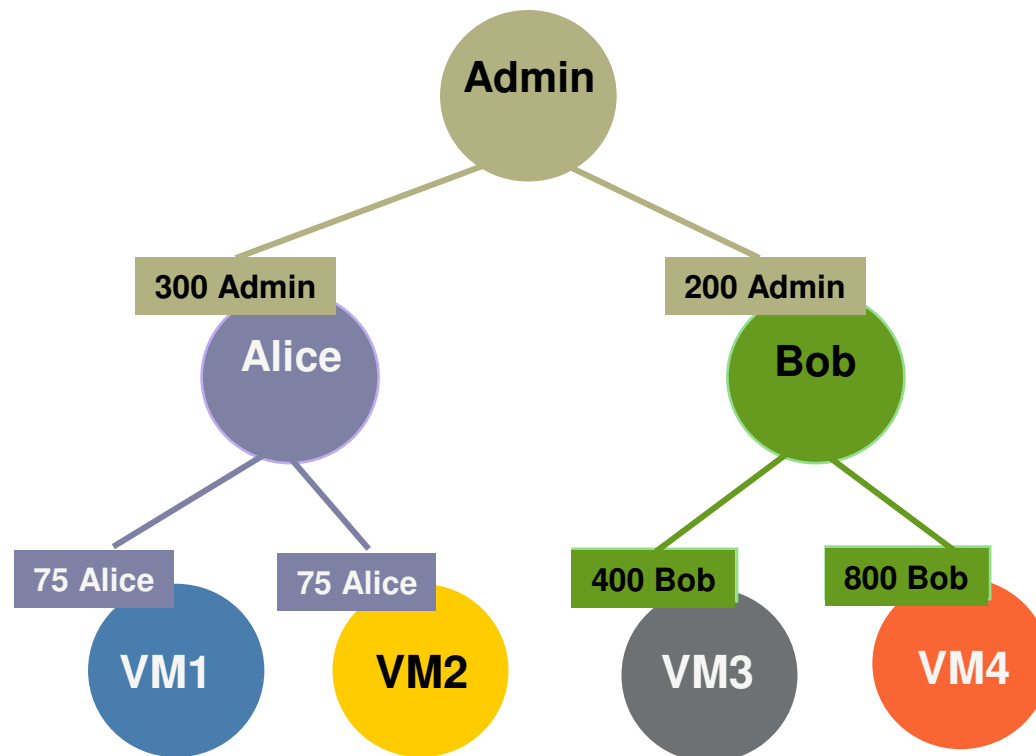 Admin
300 Admin
200 Admin
Alice
Bob
75 Alice
75 Alice
400 Bob
800 Bob
VM1
VM2
VM3
VM4